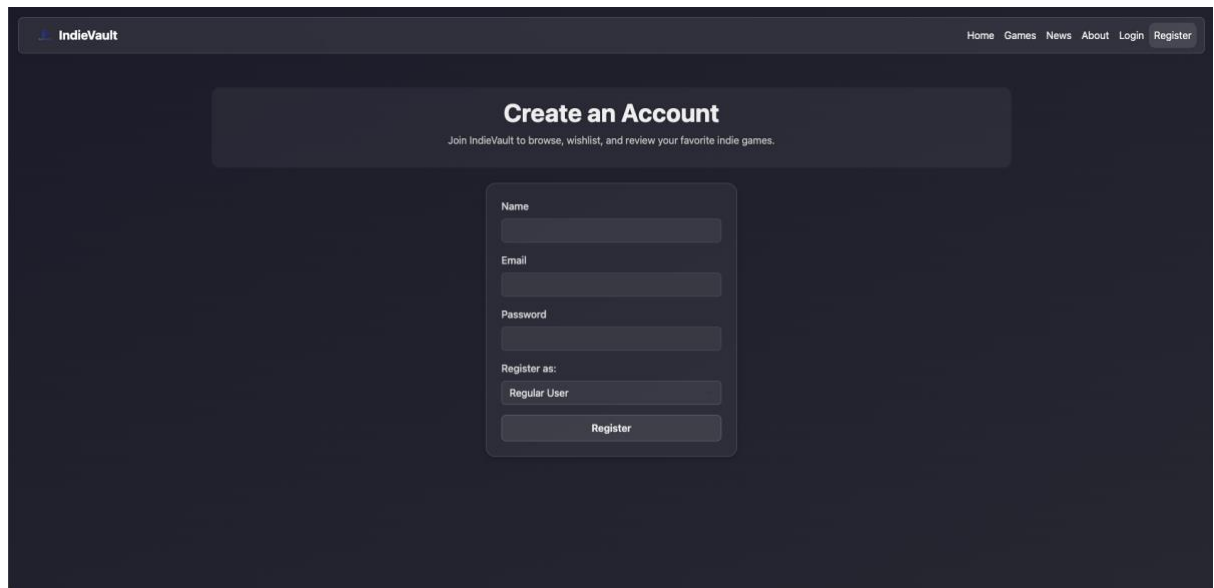 IndieVault
Home Games News About Login Register
Create an Account
Join IndieVault to browse, wishlist, and review your favorite indie games.
Name
Email
Password
Register as:
Regular User
Register